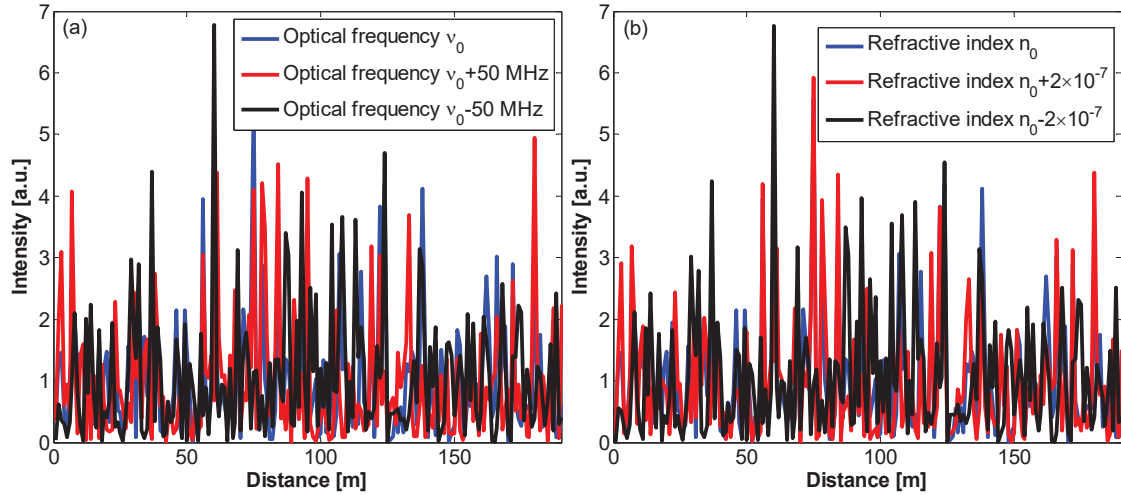 (a)
Optical frequency ν₀
Optical frequency ν₀+50 MHz
Optical frequency ν₀-50 MHz
7
6
5
4
3
2
1
0
Intensity [a.u.]
0 50 100 150
Distance [m]
(b)
Refractive index n₀
Refractive index n₀+2×10⁻⁷
Refractive index n₀-2×10⁻⁷
7
6
5
4
3
2
1
0
Intensity [a.u.]
0 50 100 150
Distance [m]